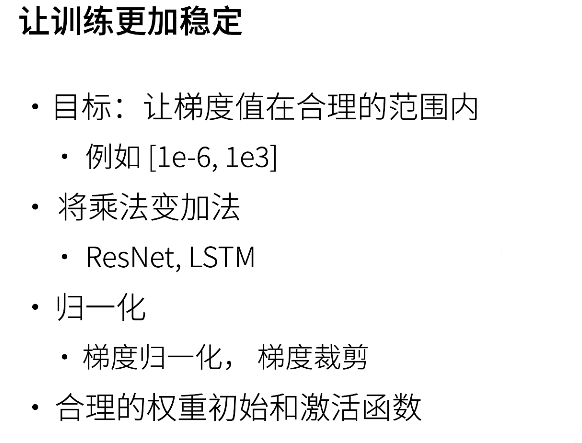 让训练更加稳定
• 目标：让梯度值在合理的范围内
• 例如 [1e-6, 1e3]
• 将乘法变加法
• ResNet, LSTM
• 归一化
• 梯度归一化， 梯度裁剪
• 合理的权重初始和激活函数